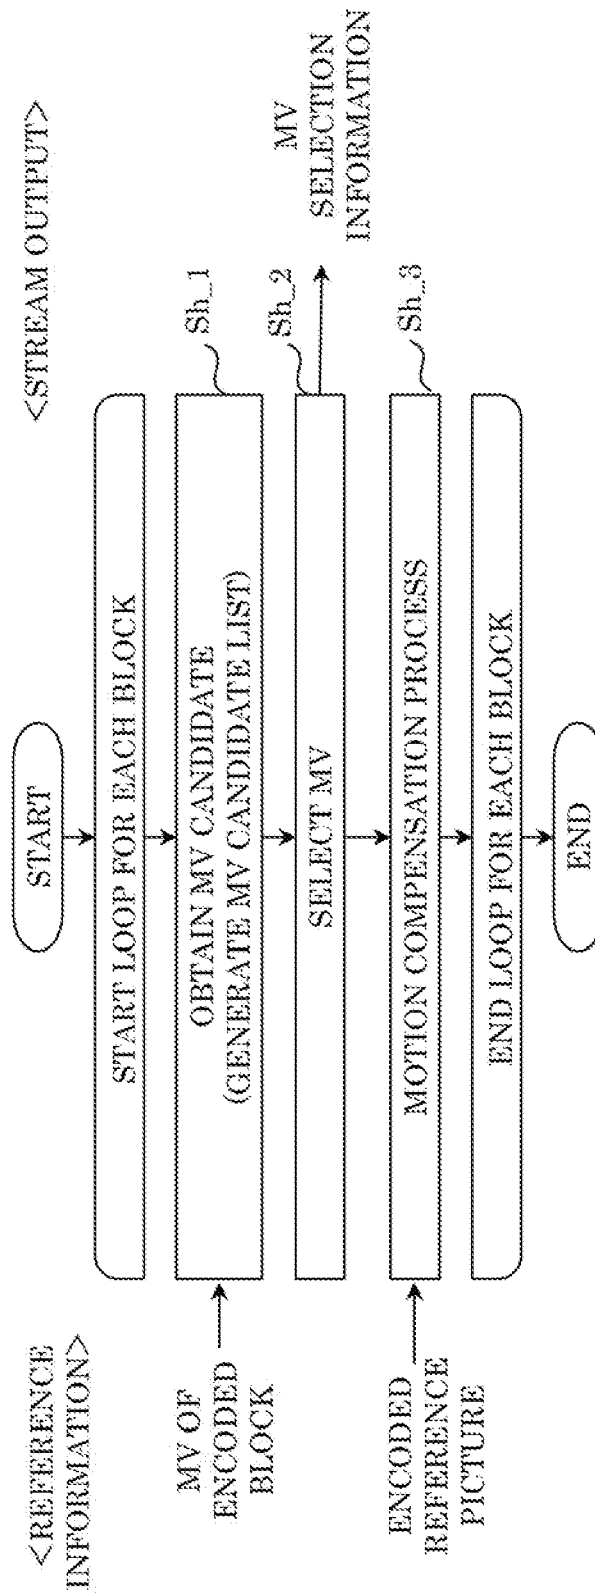 <REFERENCE
INFORMATION>
<STREAM OUTPUT>
START
START LOOP FOR EACH BLOCK
MV OF
ENCODED
BLOCK
OBTAIN MV CANDIDATE
(GENERATE MV CANDIDATE LIST)
Sh_1
SELECT MV
Sh_2
MV
SELECTION
INFORMATION
ENCODED
REFERENCE
PICTURE
MOTION COMPENSATION PROCESS
Sh_3
END LOOP FOR EACH BLOCK
END